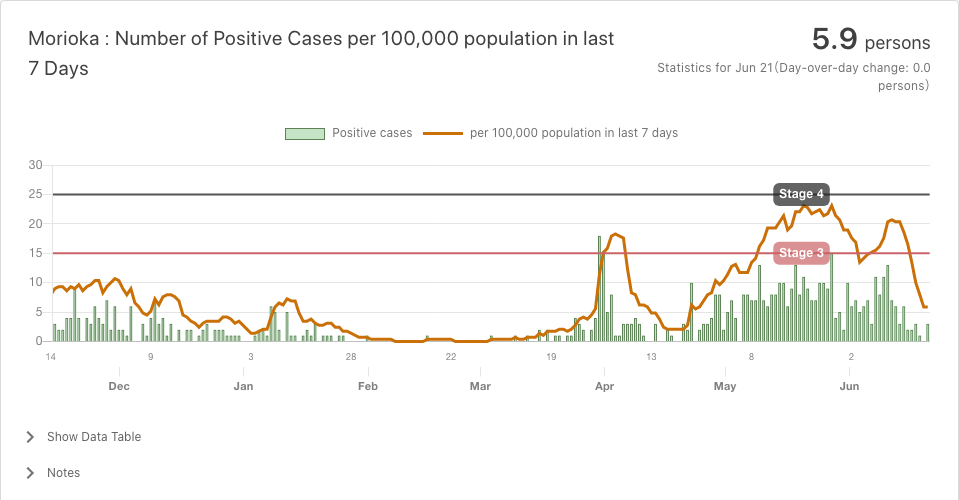 Morioka : Number of Positive Cases per 100,000 population in last
7 Days
5.9 persons
Statistics for Jun 21(Day-over-day change: 0.0
persons)
Positive cases
per 100,000 population in last 7 days
30
25
20
15
10
5
0
Stage 4
Stage 3
14 9 3 28 22 19 13 8 2
Dec Jan Feb Mar Apr May Jun
Show Data Table
Notes